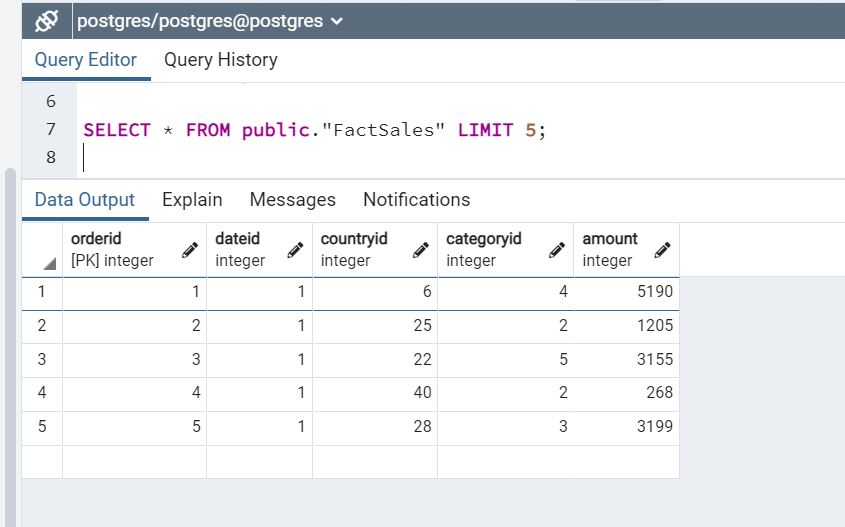 postgres/postgres@postgres
Query Editor Query History
6
7 SELECT * FROM public."FactSales" LIMIT 5;
8
Data Output Explain Messages Notifications
orderid dateid countryid categoryid amount
[PK] integer integer integer integer integer
1 1 1 6 4 5190
2 2 1 25 2 1205
3 3 1 22 5 3155
4 4 1 40 2 268
5 5 1 28 3 3199